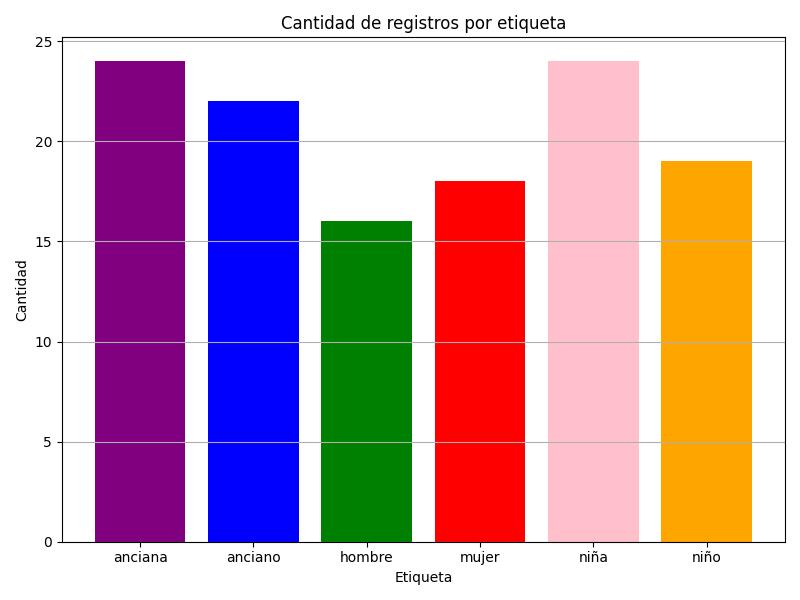 Cantidad de registros por etiqueta
25
20
15
10
5
0
Cantidad
anciana anciano hombre mujer niña niño
Etiqueta